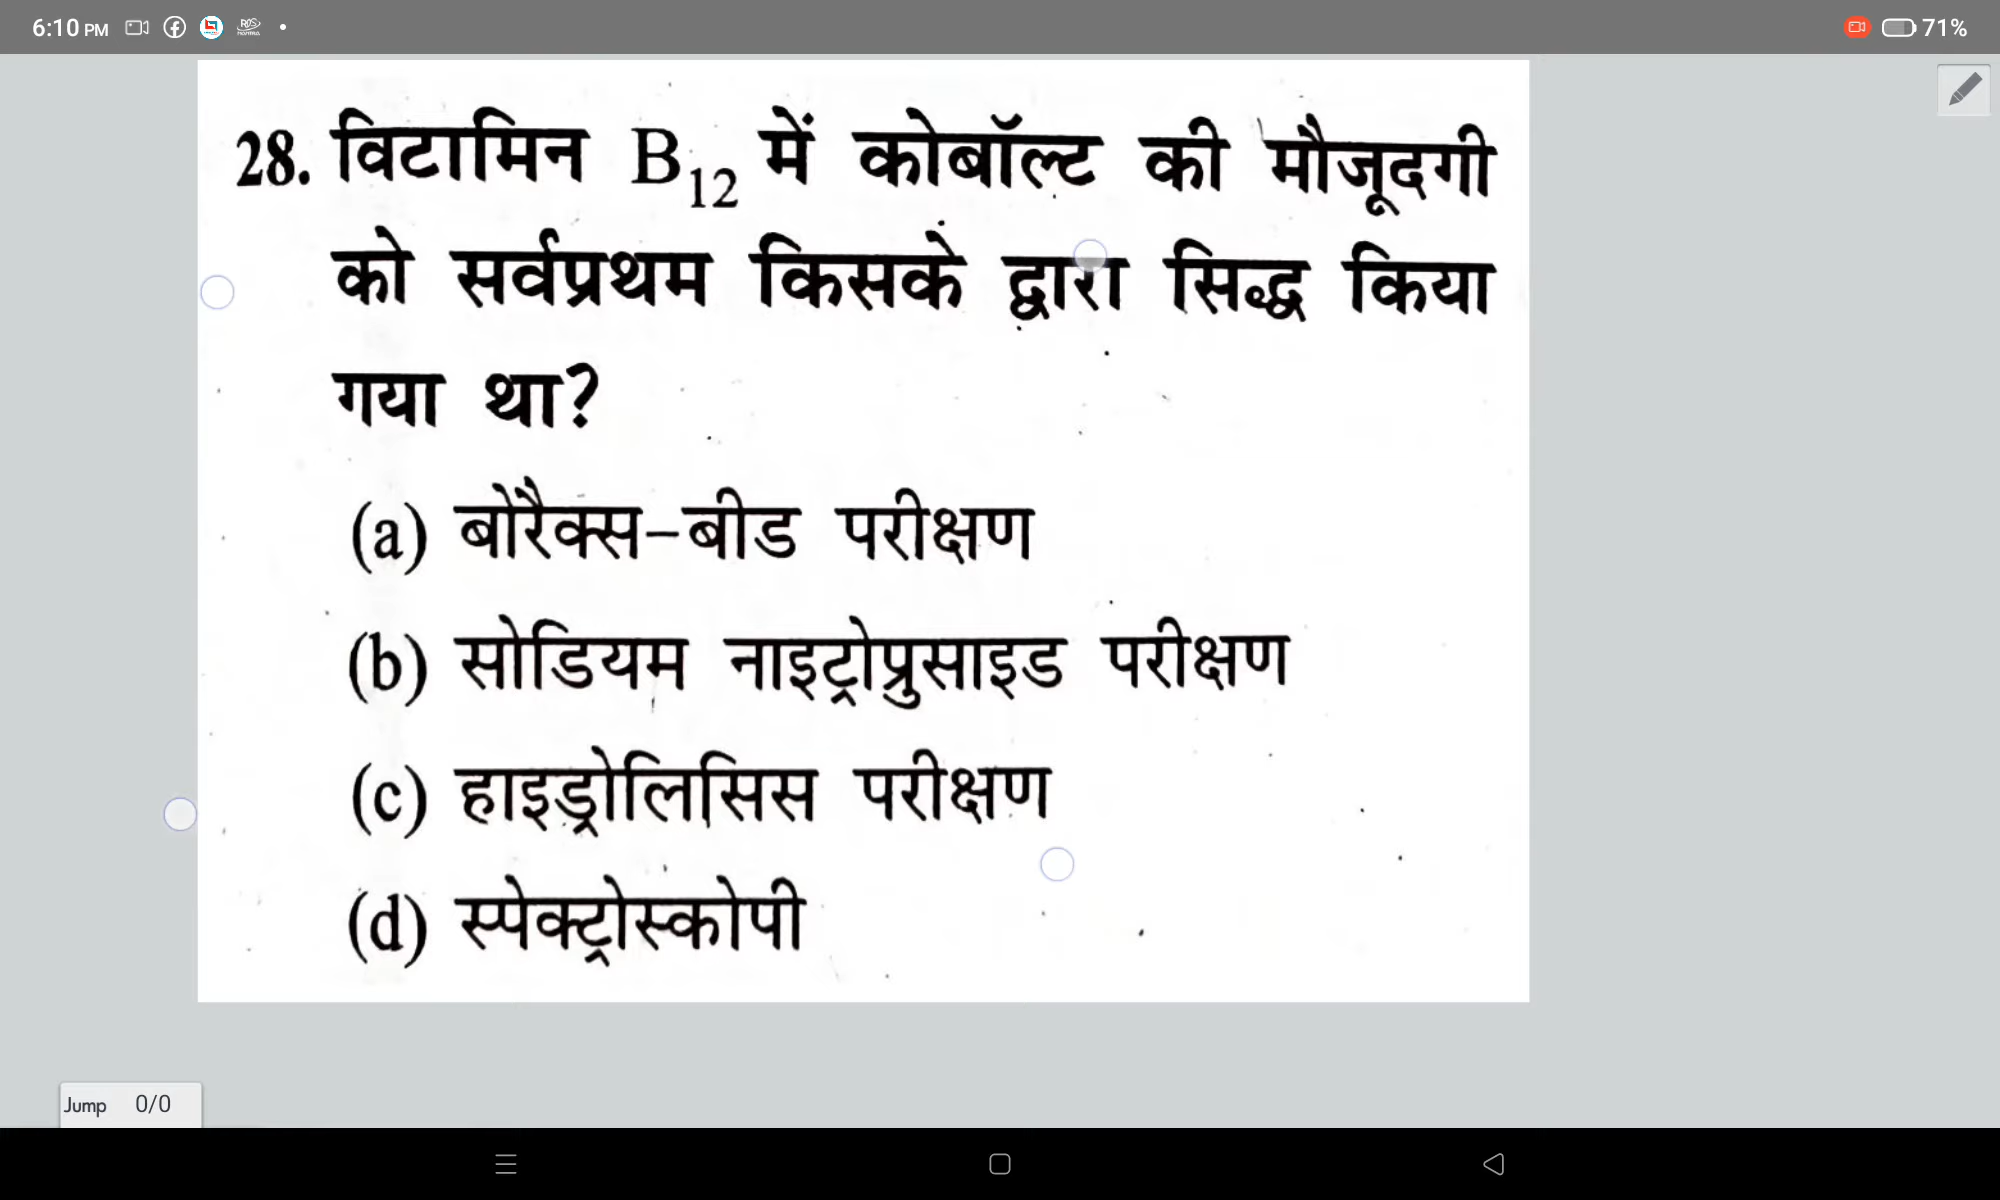 6:10 PM
71%
28. विटामिन B12 में कोबॉल्ट की मौजूदगी
को सर्वप्रथम किसके द्वारा सिद्ध किया
गया था?
(a) बोरैक्स-बीड परीक्षण
(b) सोडियम नाइट्रोप्रुसाइड परीक्षण
(c) हाइड्रोलिसिस परीक्षण
(d) स्पेक्ट्रोस्कोपी
Jump 0/0